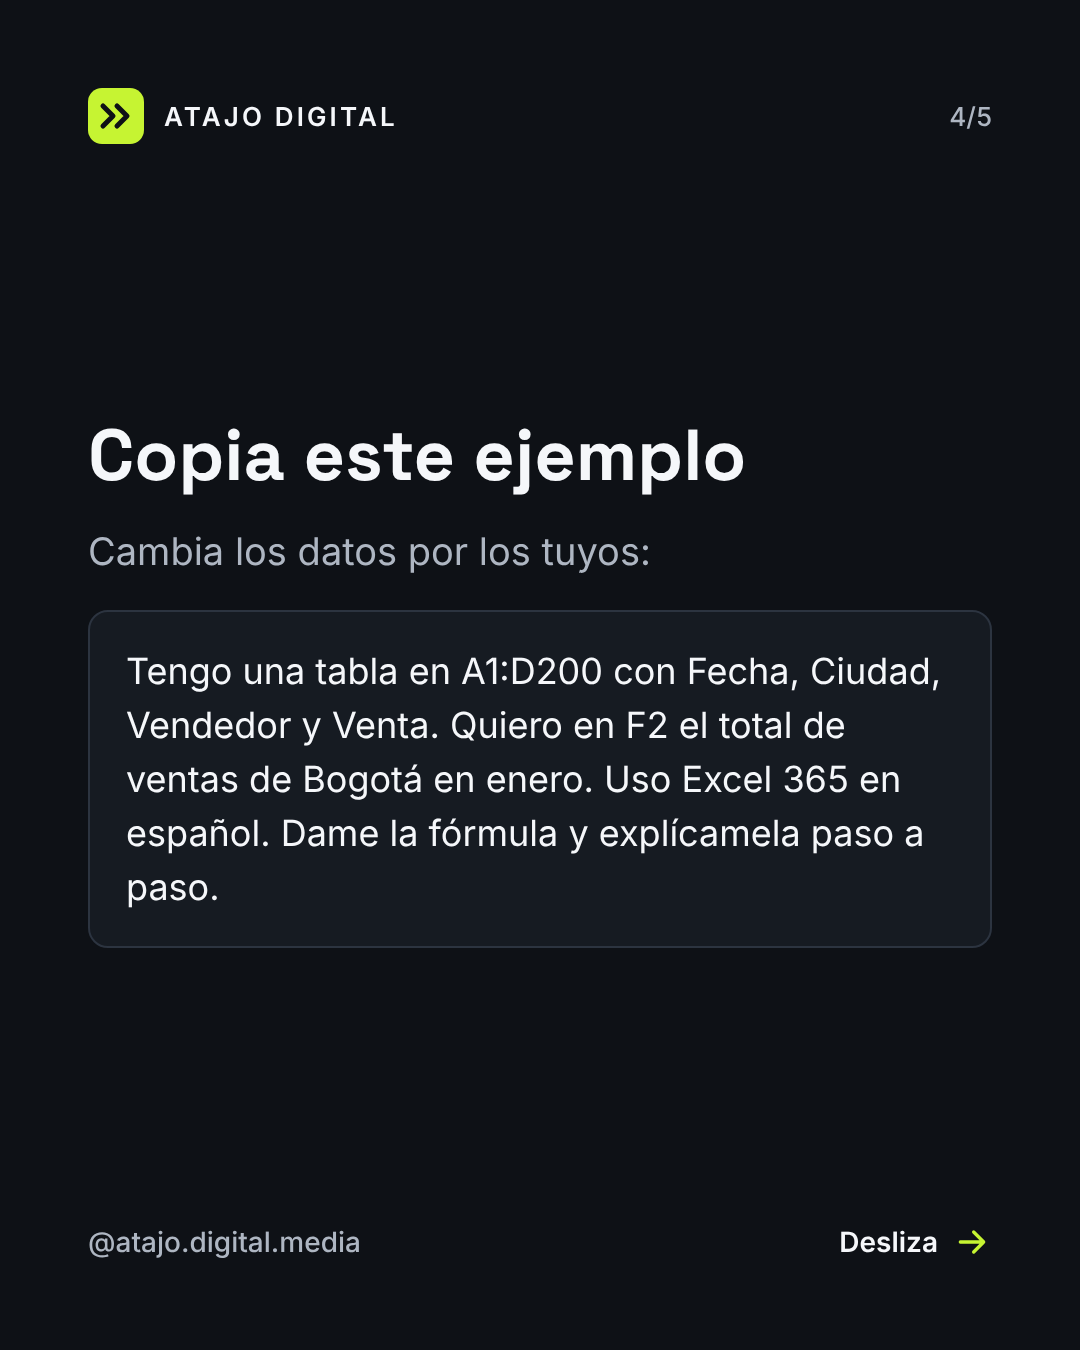 ATAJO DIGITAL
4/5
Copia este ejemplo
Cambia los datos por los tuyos:
Tengo una tabla en A1:D200 con Fecha, Ciudad,
Vendedor y Venta. Quiero en F2 el total de
ventas de Bogotá en enero. Uso Excel 365 en
español. Dame la fórmula y explícamela paso a
paso.
@atajo.digital.media
Desliza →